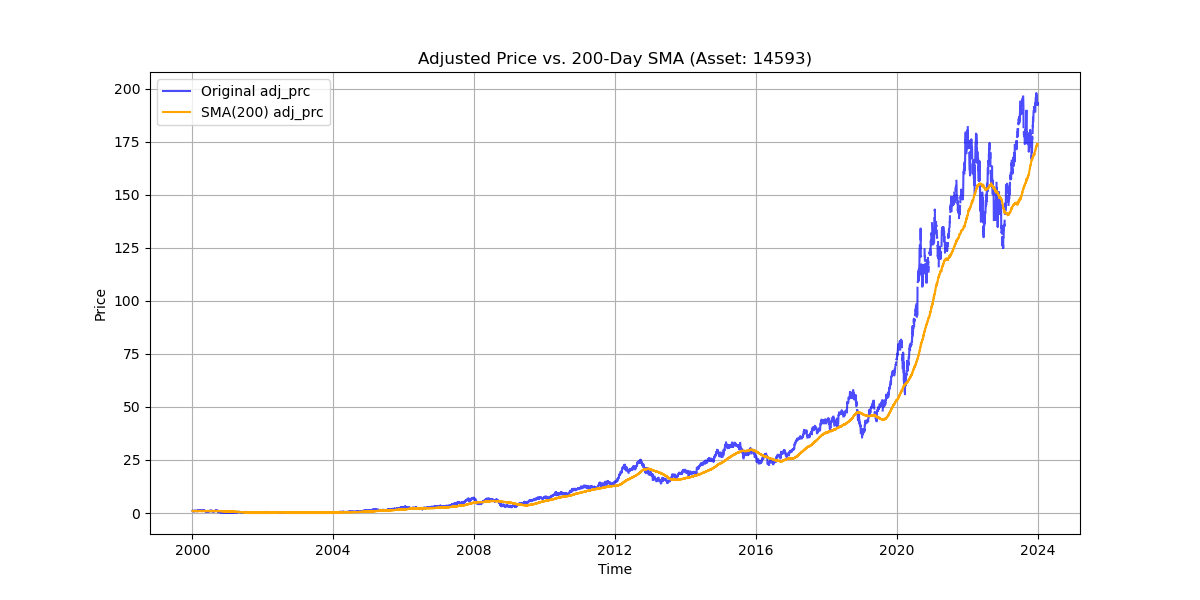 Adjusted Price vs. 200-Day SMA (Asset: 14593)
Original adj_prc
SMA(200) adj_prc
200
175
150
125
100
75
50
25
0
Price
2000 2004 2008 2012 2016 2020 2024
Time